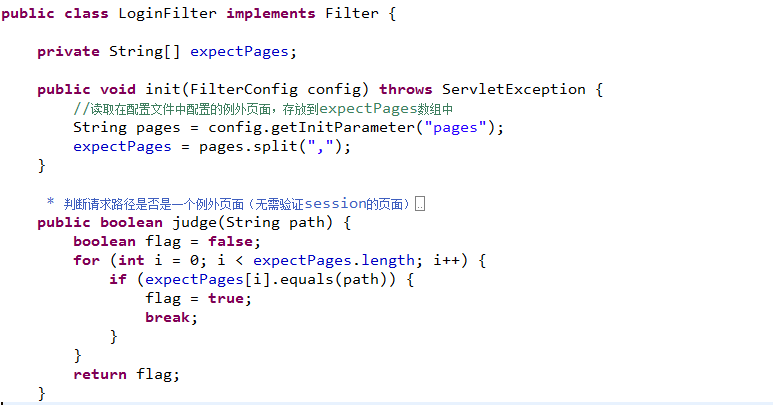 public class LoginFilter implements Filter {
private String[] expectPages;
public void init(FilterConfig config) throws ServletException {
//读取在配置文件中配置的例外页面，存放到expectPages数组中
String pages = config.getInitParameter("pages");
expectPages = pages.split(",");
}
* 判断请求路径是否是一个例外页面（无需验证session的页面）
public boolean judge(String path) {
boolean flag = false;
for (int i = 0; i < expectPages.length; i++) {
if (expectPages[i].equals(path)) {
flag = true;
break;
}
}
return flag;
}